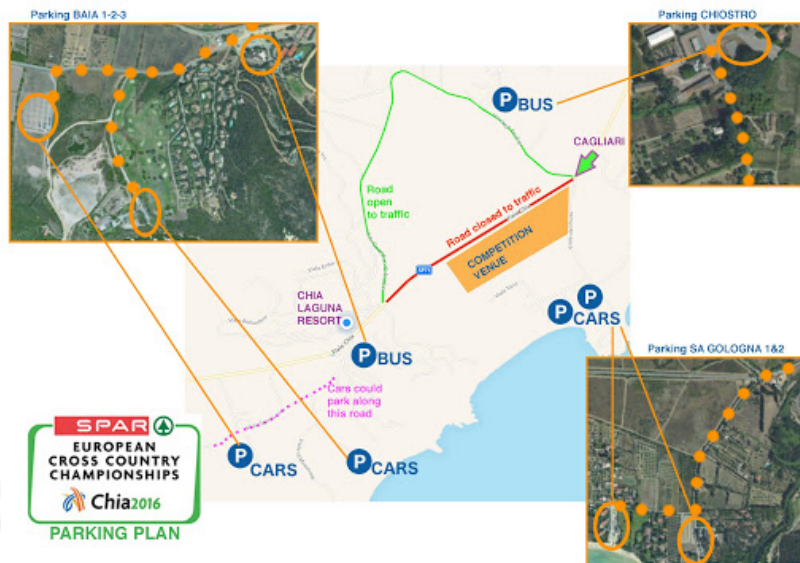 Parking BAIA 1-2-3
Parking CHIOSTRO
P BUS
CAGLIARI
Road
open
to traffic
Road closed to traffic
COMPETITION
VENUE
CHIA
LAGUNA
RESORT
Viale Chia
P
P CARS
P BUS
Parking SA GOLOGNA 1&2
Cars could
park along
this road
P CARS
P CARS
SPAR
EUROPEAN
CROSS COUNTRY
CHAMPIONSHIPS
Chia2016
PARKING PLAN